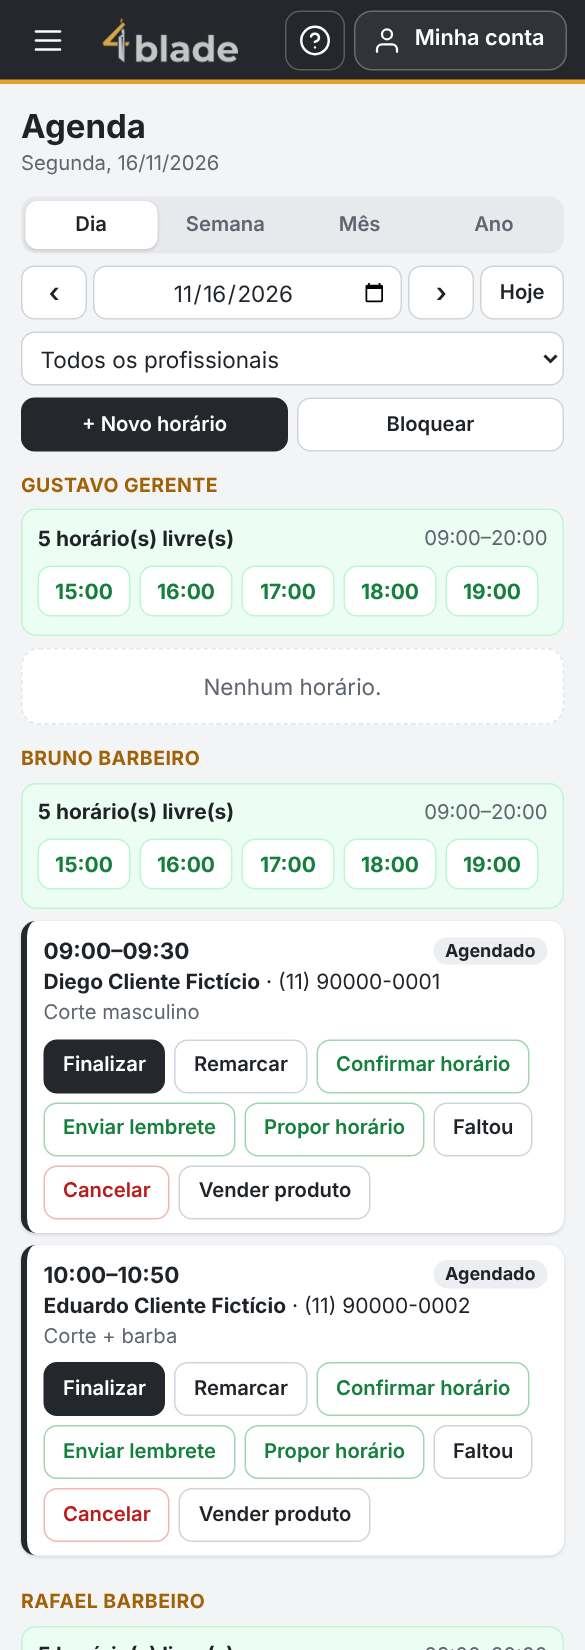 4blade
Minha conta
Agenda
Segunda, 16/11/2026
Dia Semana Mês Ano
‹ 11/16/2026 › Hoje
Todos os profissionais
+ Novo horário Bloquear
GUSTAVO GERENTE
5 horário(s) livre(s) 09:00–20:00
15:00 16:00 17:00 18:00 19:00
Nenhum horário.
BRUNO BARBEIRO
5 horário(s) livre(s) 09:00–20:00
15:00 16:00 17:00 18:00 19:00
09:00–09:30 Agendado
Diego Cliente Fictício · (11) 90000-0001
Corte masculino
Finalizar Remarcar Confirmar horário
Enviar lembrete Propor horário Faltou
Cancelar Vender produto
10:00–10:50 Agendado
Eduardo Cliente Fictício · (11) 90000-0002
Corte + barba
Finalizar Remarcar Confirmar horário
Enviar lembrete Propor horário Faltou
Cancelar Vender produto
RAFAEL BARBEIRO